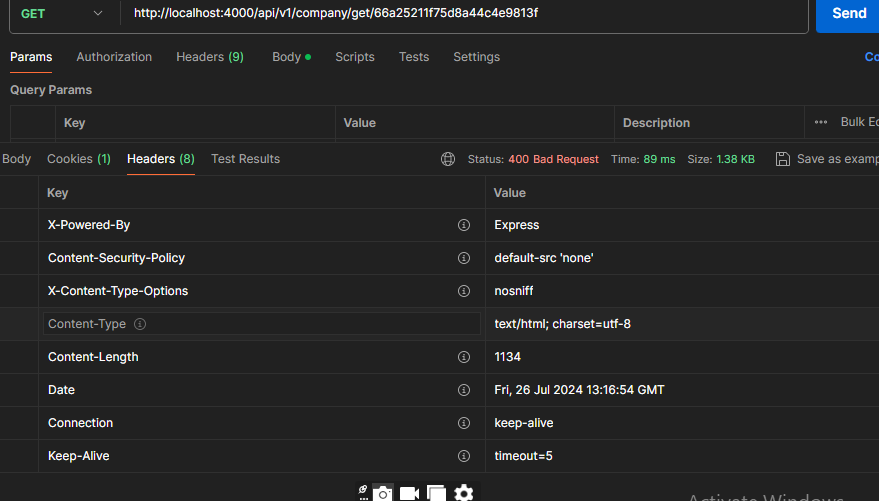 GET http://localhost:4000/api/v1/company/get/66a25211f75d8a44c4e9813f Send
Params Authorization Headers (9) Body Scripts Tests Settings Co
Query Params
Key Value Description Bulk Ed
Body Cookies (1) Headers (8) Test Results Status: 400 Bad Request Time: 89 ms Size: 1.38 KB Save as examp
Key Value
X-Powered-By Express
Content-Security-Policy default-src 'none'
X-Content-Type-Options nosniff
Content-Type text/html; charset=utf-8
Content-Length 1134
Date Fri, 26 Jul 2024 13:16:54 GMT
Connection keep-alive
Keep-Alive timeout=5
Activate Windows